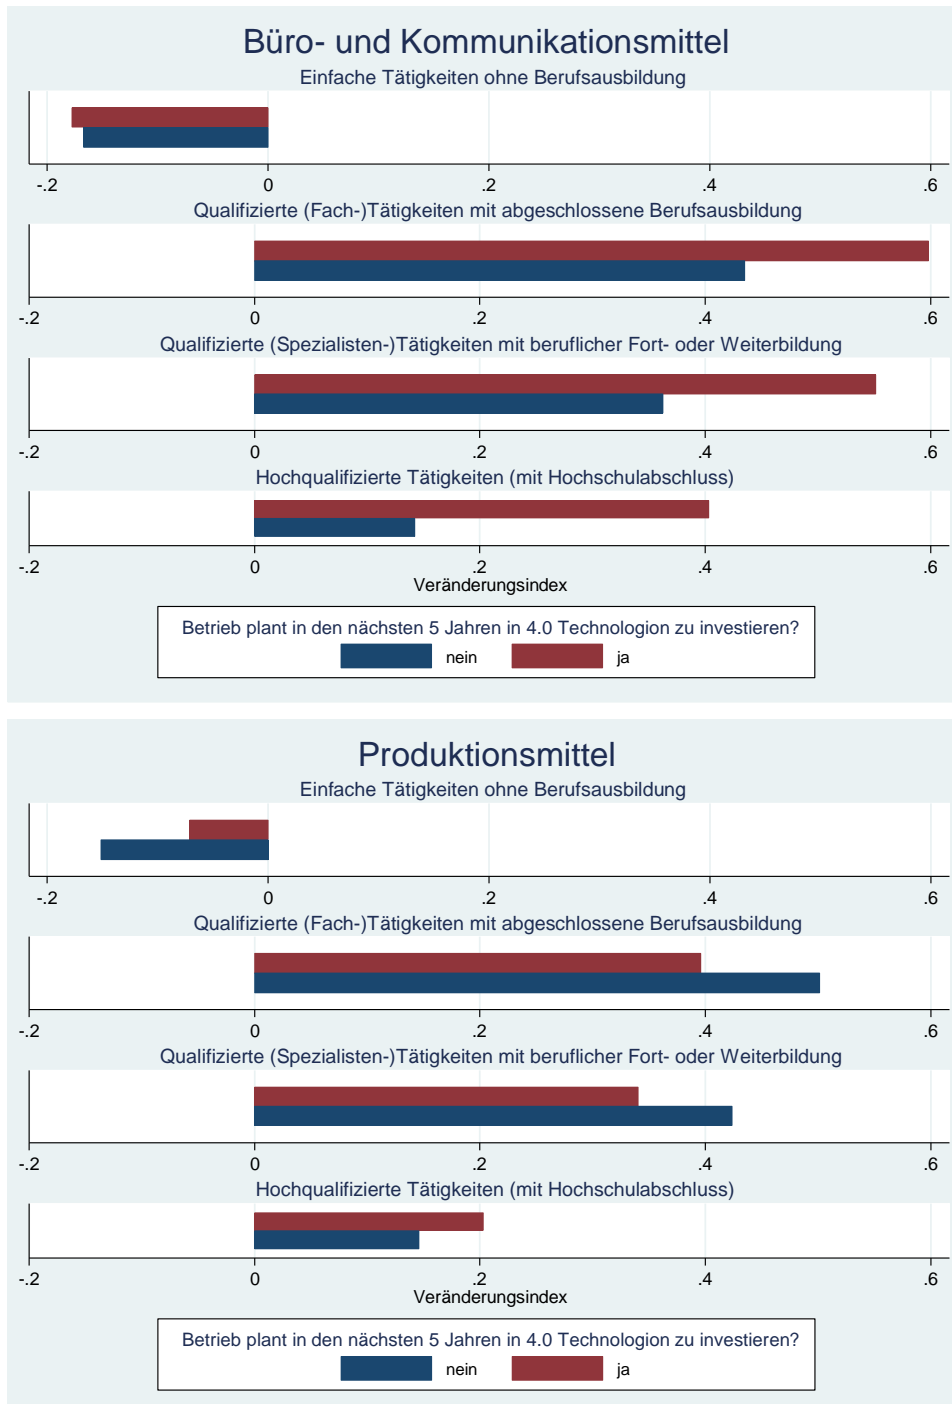 Büro- und Kommunikationsmittel
Einfache Tätigkeiten ohne Berufsausbildung
-.2 0 .2 .4 .6
Qualifizierte (Fach-)Tätigkeiten mit abgeschlossene Berufsausbildung
-.2 0 .2 .4 .6
Qualifizierte (Spezialisten-)Tätigkeiten mit beruflicher Fort- oder Weiterbildung
-.2 0 .2 .4 .6
Hochqualifizierte Tätigkeiten (mit Hochschulabschluss)
-.2 0 .2 .4 .6
Veränderungsindex
Betrieb plant in den nächsten 5 Jahren in 4.0 Technologion zu investieren?
nein ja
Produktionsmittel
Einfache Tätigkeiten ohne Berufsausbildung
-.2 0 .2 .4 .6
Qualifizierte (Fach-)Tätigkeiten mit abgeschlossene Berufsausbildung
-.2 0 .2 .4 .6
Qualifizierte (Spezialisten-)Tätigkeiten mit beruflicher Fort- oder Weiterbildung
-.2 0 .2 .4 .6
Hochqualifizierte Tätigkeiten (mit Hochschulabschluss)
-.2 0 .2 .4 .6
Veränderungsindex
Betrieb plant in den nächsten 5 Jahren in 4.0 Technologion zu investieren?
nein ja